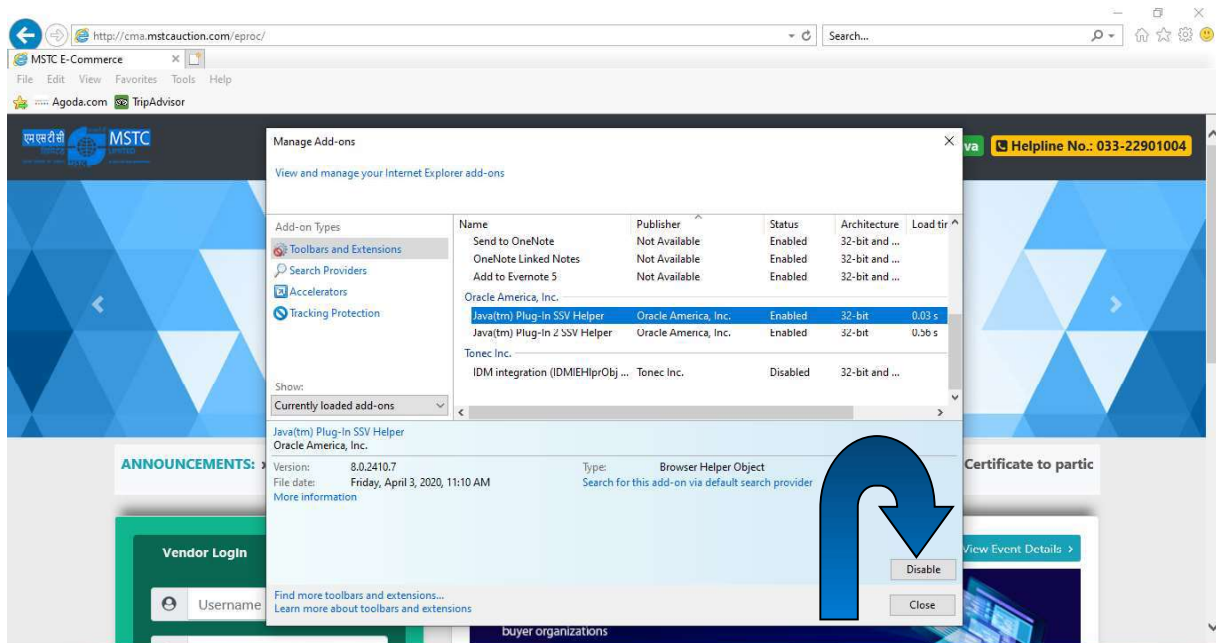 http://cma.mstcauction.com/eproc/
Search...
MSTC E-Commerce
File Edit View Favorites Tools Help
Agoda.com TripAdvisor
एम एस टी सी MSTC
va Helpline No.: 033-22901004
Manage Add-ons
View and manage your Internet Explorer add-ons
Add-on Types
Toolbars and Extensions
Search Providers
Accelerators
Tracking Protection
Show:
Currently loaded add-ons
Name Publisher Status Architecture Load tir
Send to OneNote Not Available Enabled 32-bit and ...
OneNote Linked Notes Not Available Enabled 32-bit and ...
Add to Evernote 5 Not Available Enabled 32-bit and ...
Oracle America, Inc.
Java(tm) Plug-In SSV Helper Oracle America, Inc. Enabled 32-bit 0.03 s
Java(tm) Plug-In 2 SSV Helper Oracle America, Inc. Enabled 32-bit 0.56 s
Tonec Inc.
IDM integration (IDMIEHlprObj ... Tonec Inc. Disabled 32-bit and ...
Java(tm) Plug-In SSV Helper
Oracle America, Inc.
Version: 8.0.2410.7 Type: Browser Helper Object
File date: Friday, April 3, 2020, 11:10 AM Search for this add-on via default search provider
More information
Disable
Find more toolbars and extensions...
Learn more about toolbars and extensions
Close
ANNOUNCEMENTS: Certificate to partic
Vendor Login
View Event Details
Username
buyer organizations